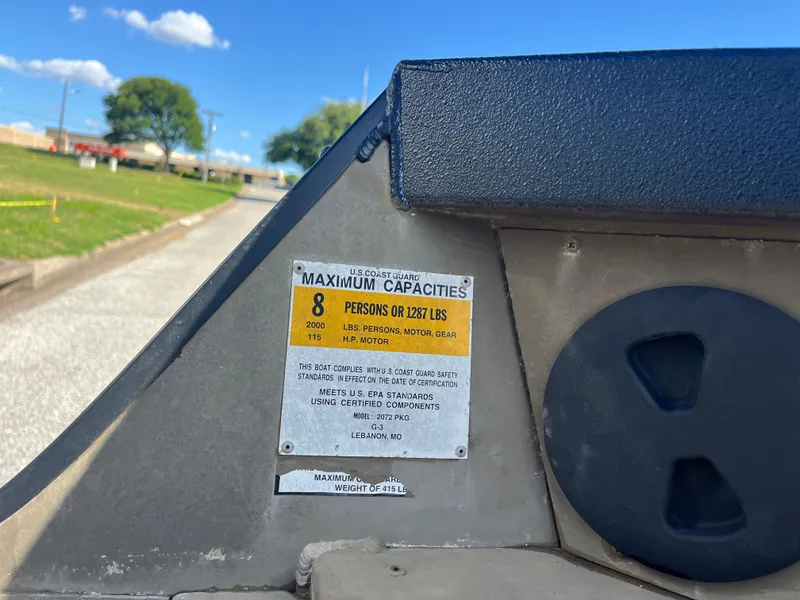 U.S. COAST GUARD
MAXIMUM CAPACITIES
8 PERSONS OR 1287 LBS
2000 LBS. PERSONS, MOTOR, GEAR
115 H.P. MOTOR
THIS BOAT COMPLIES WITH U.S. COAST GUARD SAFETY
STANDARDS IN EFFECT ON THE DATE OF CERTIFICATION
MEETS U.S. EPA STANDARDS
USING CERTIFIED COMPONENTS
MODEL: 2072 PKG
G-3
LEBANON, MO
MAXIMUM
WEIGHT OF 415 LB